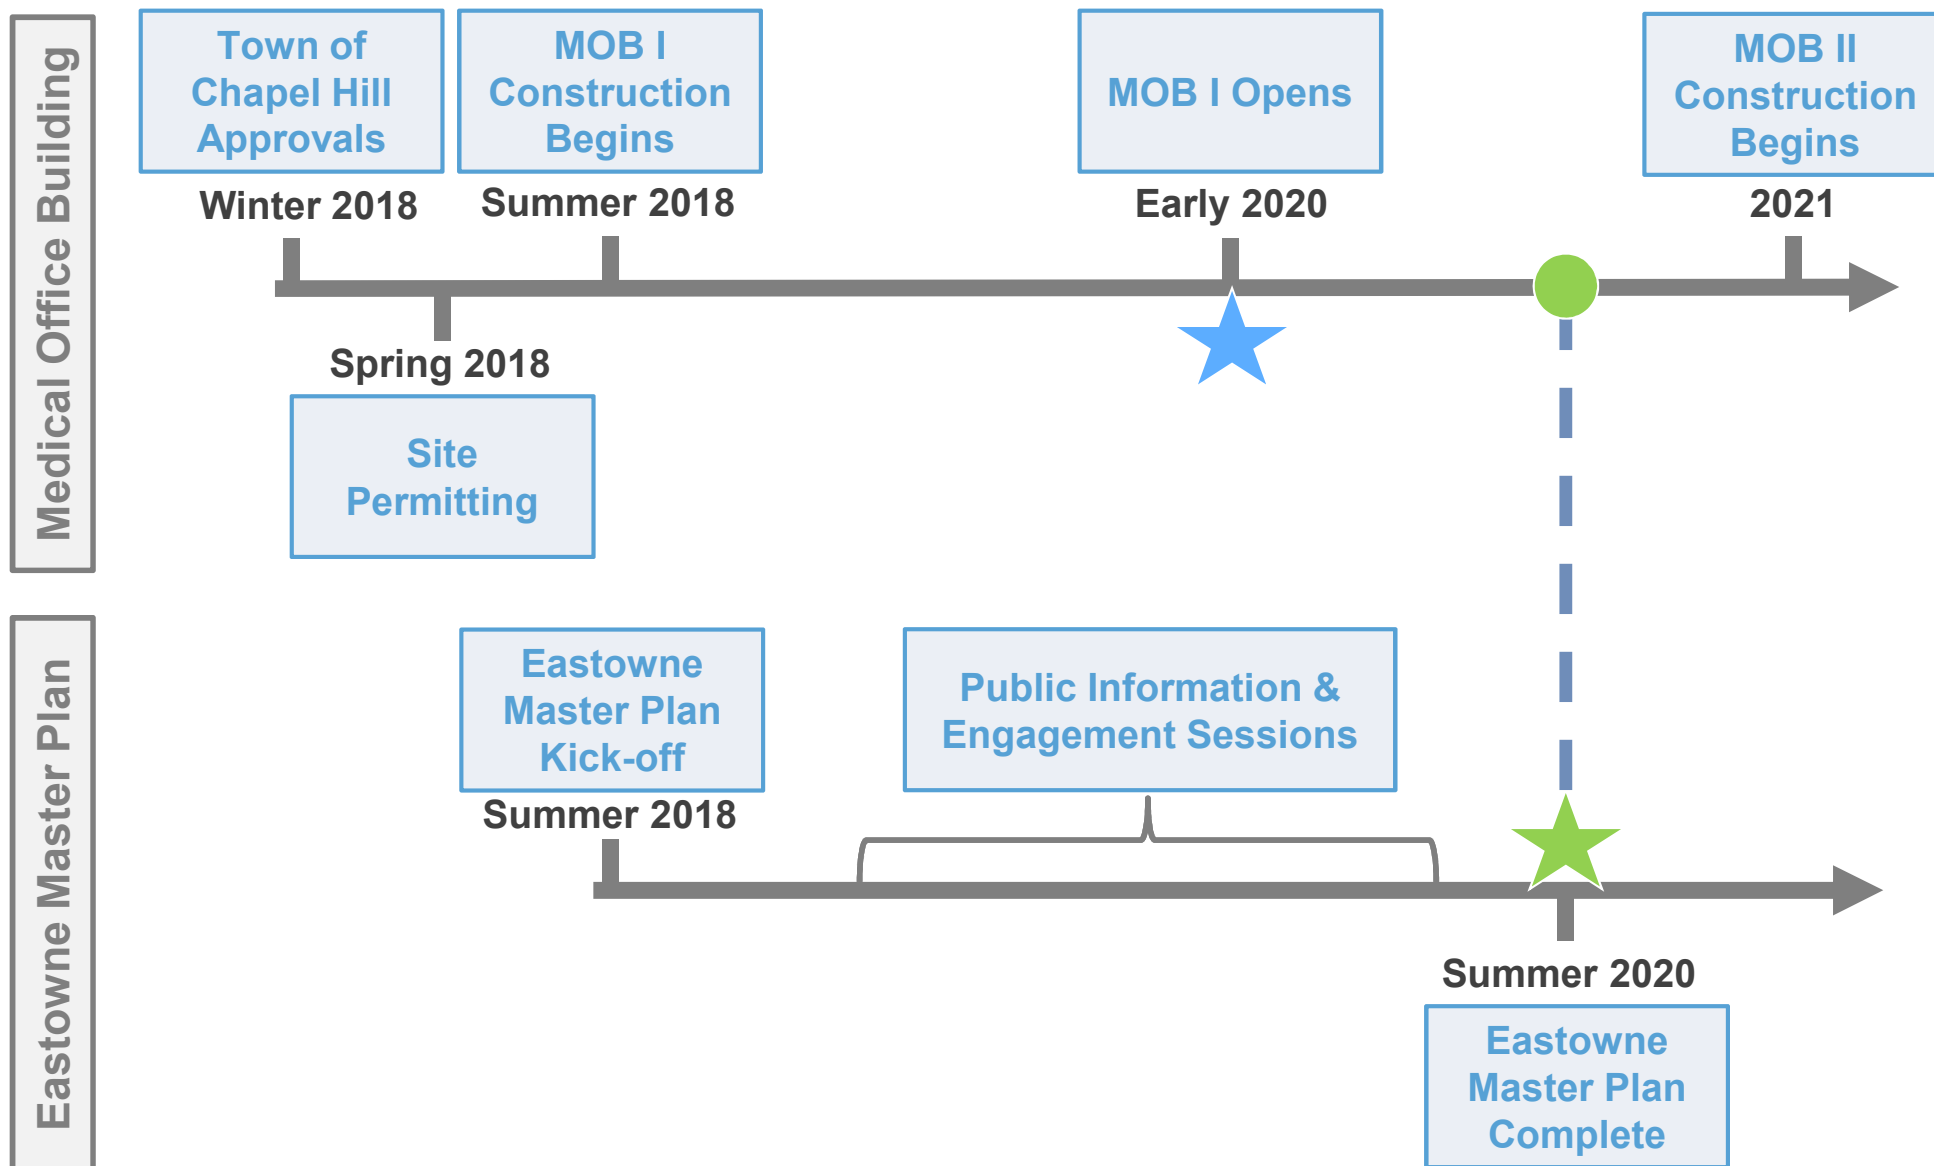 Medical Office Building
Town of
Chapel Hill
Approvals
Winter 2018
MOB I
Construction
Begins
Summer 2018
MOB I Opens
Early 2020
MOB II
Construction
Begins
2021
Spring 2018
Site
Permitting
Eastowne Master Plan
Eastowne
Master Plan
Kick-off
Summer 2018
Public Information &
Engagement Sessions
Summer 2020
Eastowne
Master Plan
Complete